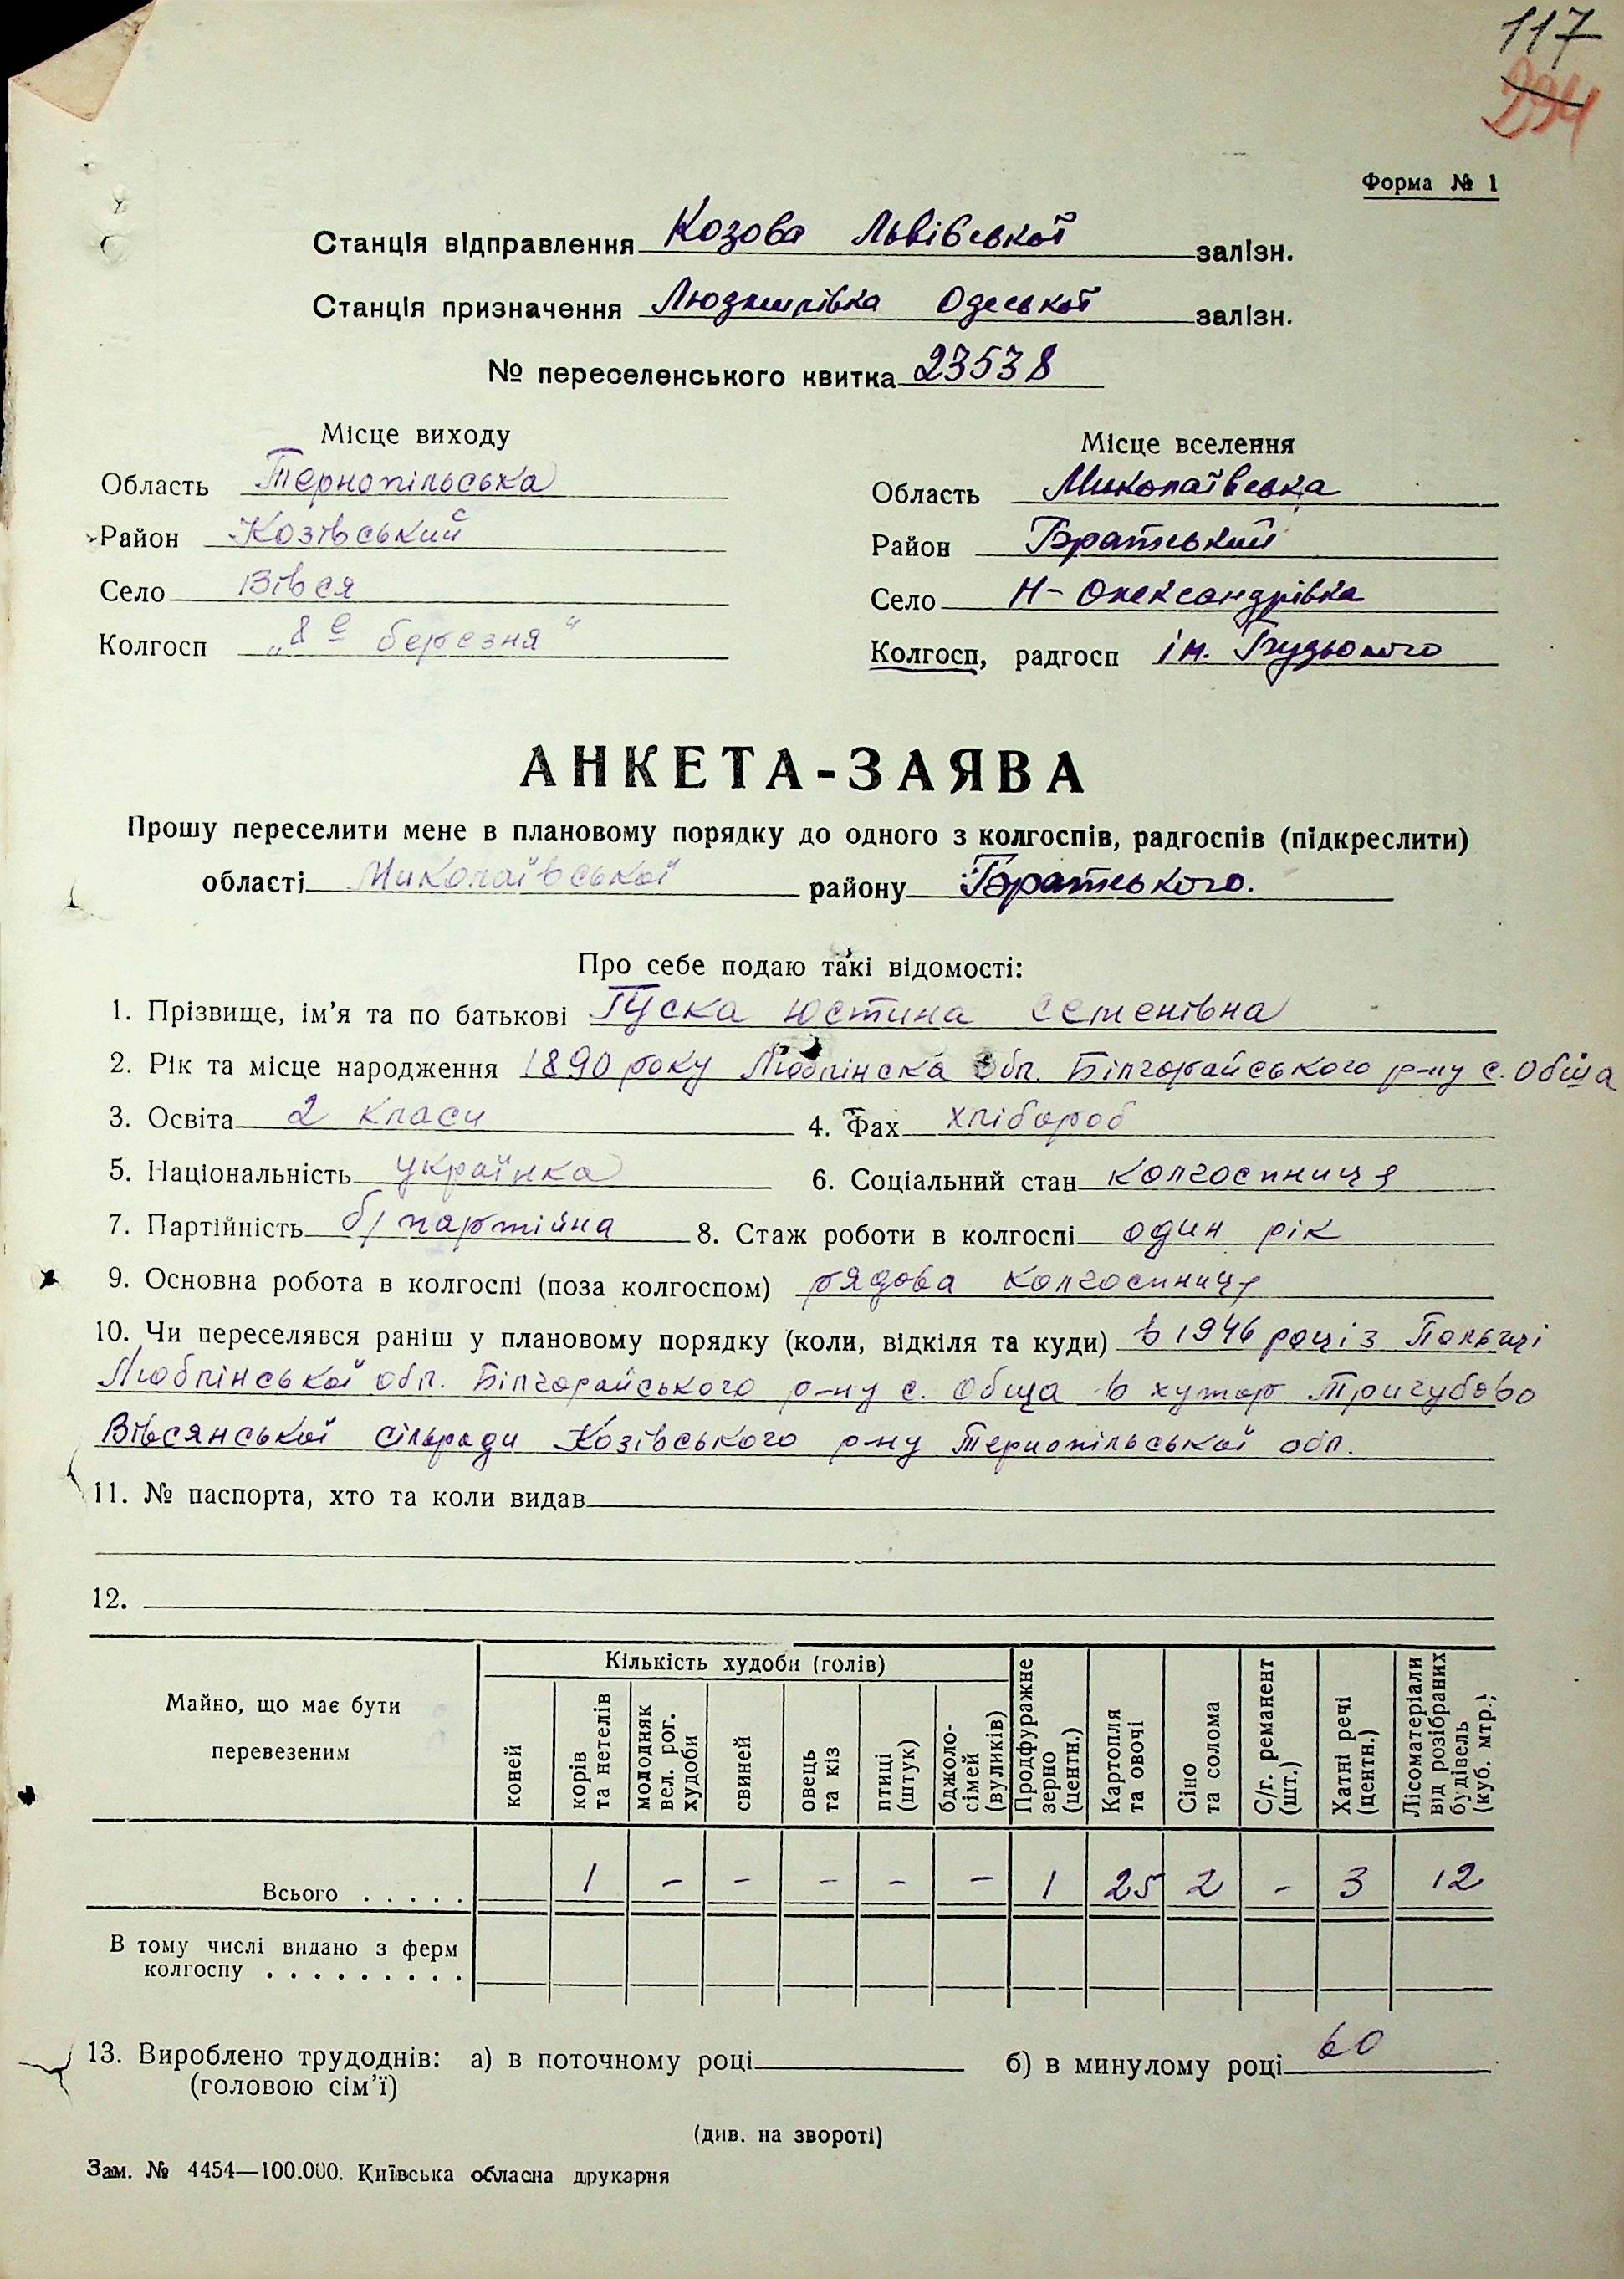 117
294
Форма № 1
Станція відправлення Козова Львівської залізн.
Станція призначення Людмилівка Одеської залізн.
№ переселенського квитка 23538
Місце виходу
Область Тернопільська
Район Козівський
Село Вівся
Колгосп „8е березня"
Місце вселення
Область Миколаївська
Район Братський
Село Н-Олександрівка
Колгосп, радгосп ім.
АНКЕТА-ЗАЯВА
Прошу переселити мене в плановому порядку до одного з колгоспів, радгоспів (підкреслити)
області Миколаївської району Братського.
Про себе подаю такі відомості:
1. Прізвище, ім'я та по батькові Гуска Юстина Семенівна
2. Рік та місце народження 1890 року Люблінска обл. Білгорайського р-ну с. Обша
3. Освіта 2 класи 4. Фах хлібороб
5. Національність українка 6. Соціальний стан колгоспниця
7. Партійність б/партійна 8. Стаж роботи в колгоспі один рік
9. Основна робота в колгоспі (поза колгоспом) рядова колгоспниця
10. Чи переселявся раніш у плановому порядку (коли, відкіля та куди) в 1946 році з Польщі
Люблінської обл. Білгорайського р-ну с. Обща в хутор Тричубово
Вівсянської сільради Козівського р-ну Тернопільської обл.
11. № паспорта, хто та коли видав
12.
Майно, що має бути перевезеним
Кількість худоби (голів)
коней
корів та нетелів
молодняк вел. рог. худоби
свиней
овець та кіз
птиці (штук)
бджоло-сімей (вуликів)
Продфуражне зерно (центн.)
Картопля та овочі
Сіно та солома
С/г. реманент (шт.)
Хатні речі (центн.)
Лісоматеріали від розібраних будівель (куб. мтр.)
Всього . . . . . 1 - - - - - 1 25 2 - 3 12
В тому числі видано з ферм
колгоспу . . . . . . . . .
13. Вироблено трудоднів: а) в поточному році б) в минулому році 60
(головою сім'ї)
(див. на звороті)
Зам. № 4454—100.000. Київська обласна друкарня